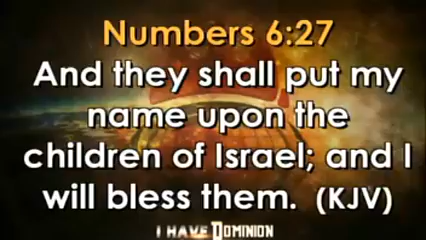 Numbers 6:27
And they shall put my
name upon the
children of Israel; and I
will bless them. (KJV)
I HAVE DOMINION